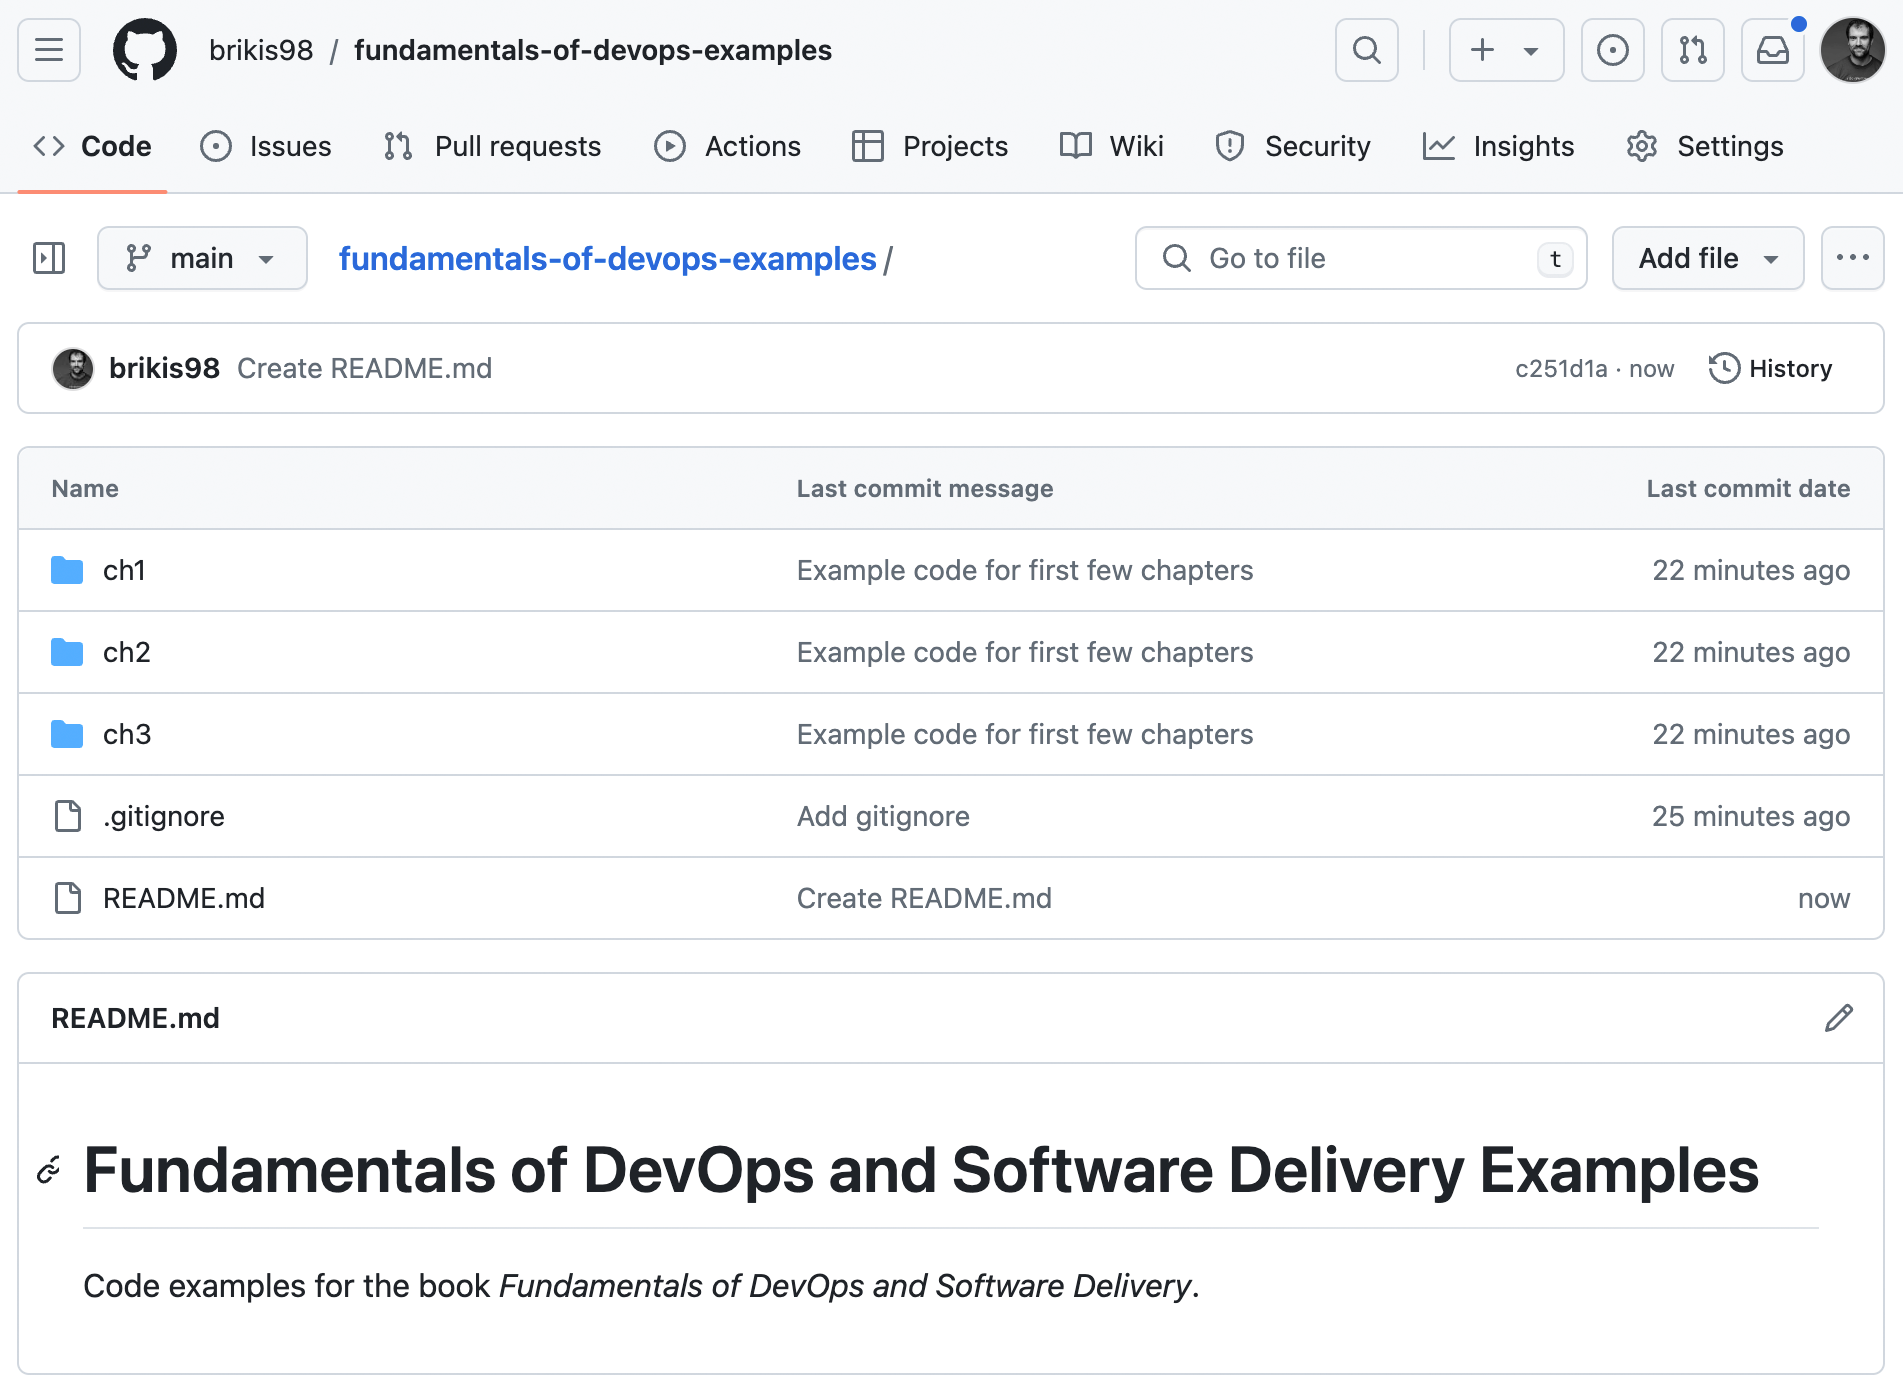 brikis98 / fundamentals-of-devops-examples
Code Issues Pull requests Actions Projects Wiki Security Insights Settings
main fundamentals-of-devops-examples / Go to file t Add file
brikis98 Create README.md c251d1a · now History
Name Last commit message Last commit date
ch1 Example code for first few chapters 22 minutes ago
ch2 Example code for first few chapters 22 minutes ago
ch3 Example code for first few chapters 22 minutes ago
.gitignore Add gitignore 25 minutes ago
README.md Create README.md now
README.md
Fundamentals of DevOps and Software Delivery Examples
Code examples for the book Fundamentals of DevOps and Software Delivery.